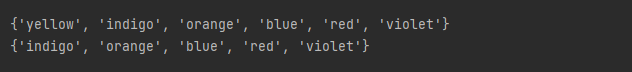 {'yellow', 'indigo', 'orange', 'blue', 'red', 'violet'}
{'indigo', 'orange', 'blue', 'red', 'violet'}